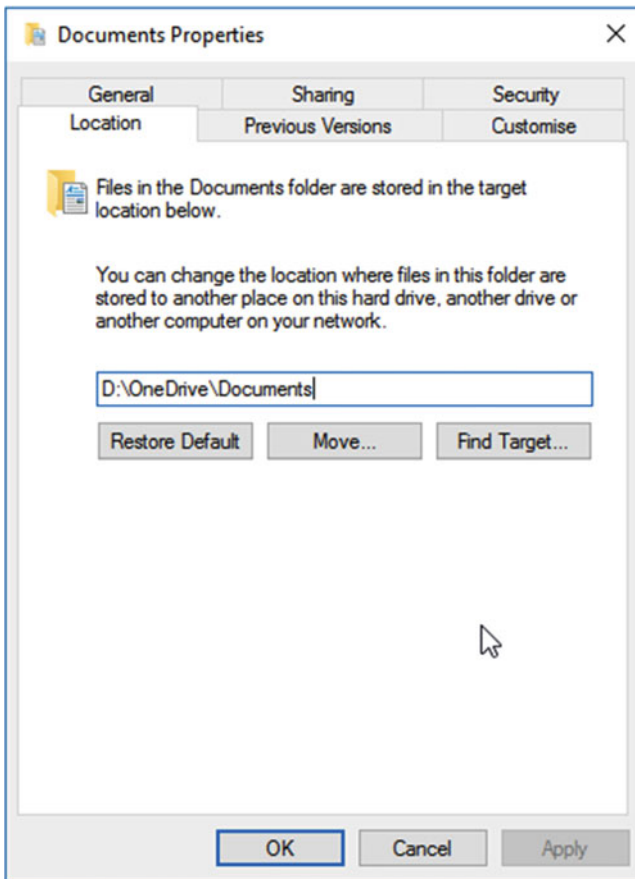 Documents Properties
General Sharing Security
Location Previous Versions Customise
Files in the Documents folder are stored in the target
location below.
You can change the location where files in this folder are
stored to another place on this hard drive, another drive or
another computer on your network.
D:\OneDrive\Documents
Restore Default Move... Find Target...
OK Cancel Apply